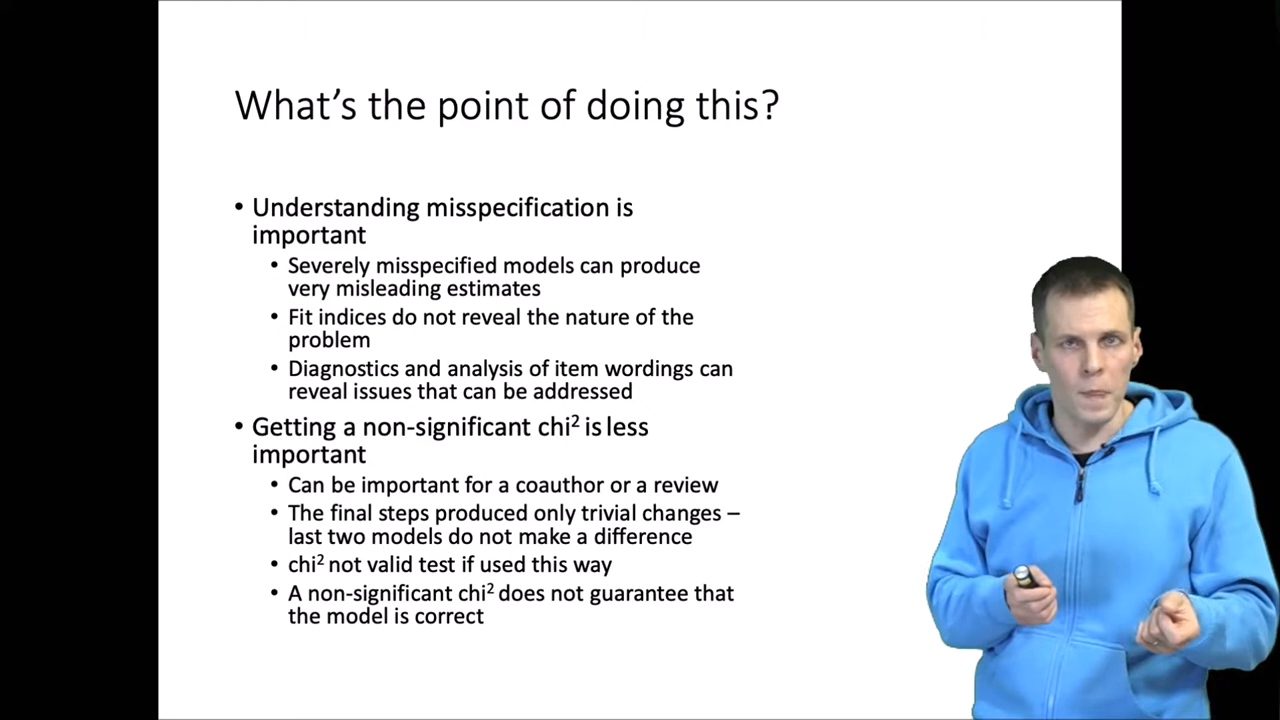 What's the point of doing this?
• Understanding misspecification is
important
• Severely misspecified models can produce
very misleading estimates
• Fit indices do not reveal the nature of the
problem
• Diagnostics and analysis of item wordings can
reveal issues that can be addressed
• Getting a non-significant chi² is less
important
• Can be important for a coauthor or a review
• The final steps produced only trivial changes –
last two models do not make a difference
• chi² not valid test if used this way
• A non-significant chi² does not guarantee that
the model is correct